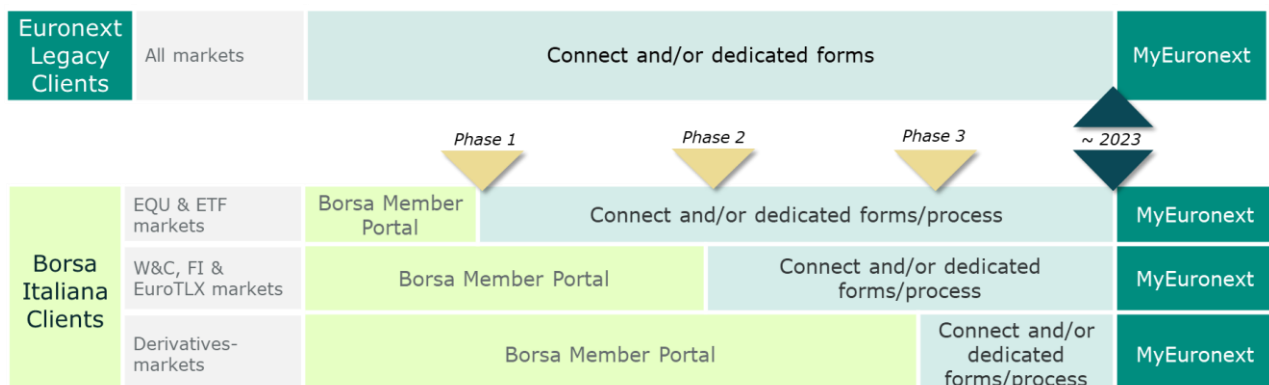 Euronext
Legacy
Clients
All markets
Connect and/or dedicated forms
MyEuronext
Phase 1
Phase 2
Phase 3
~ 2023
Borsa
Italiana
Clients
EQU & ETF
markets
Borsa Member
Portal
Connect and/or dedicated forms/process
MyEuronext
W&C, FI &
EuroTLX markets
Borsa Member Portal
Connect and/or dedicated
forms/process
MyEuronext
Derivatives-
markets
Borsa Member Portal
Connect and/or
dedicated
forms/process
MyEuronext